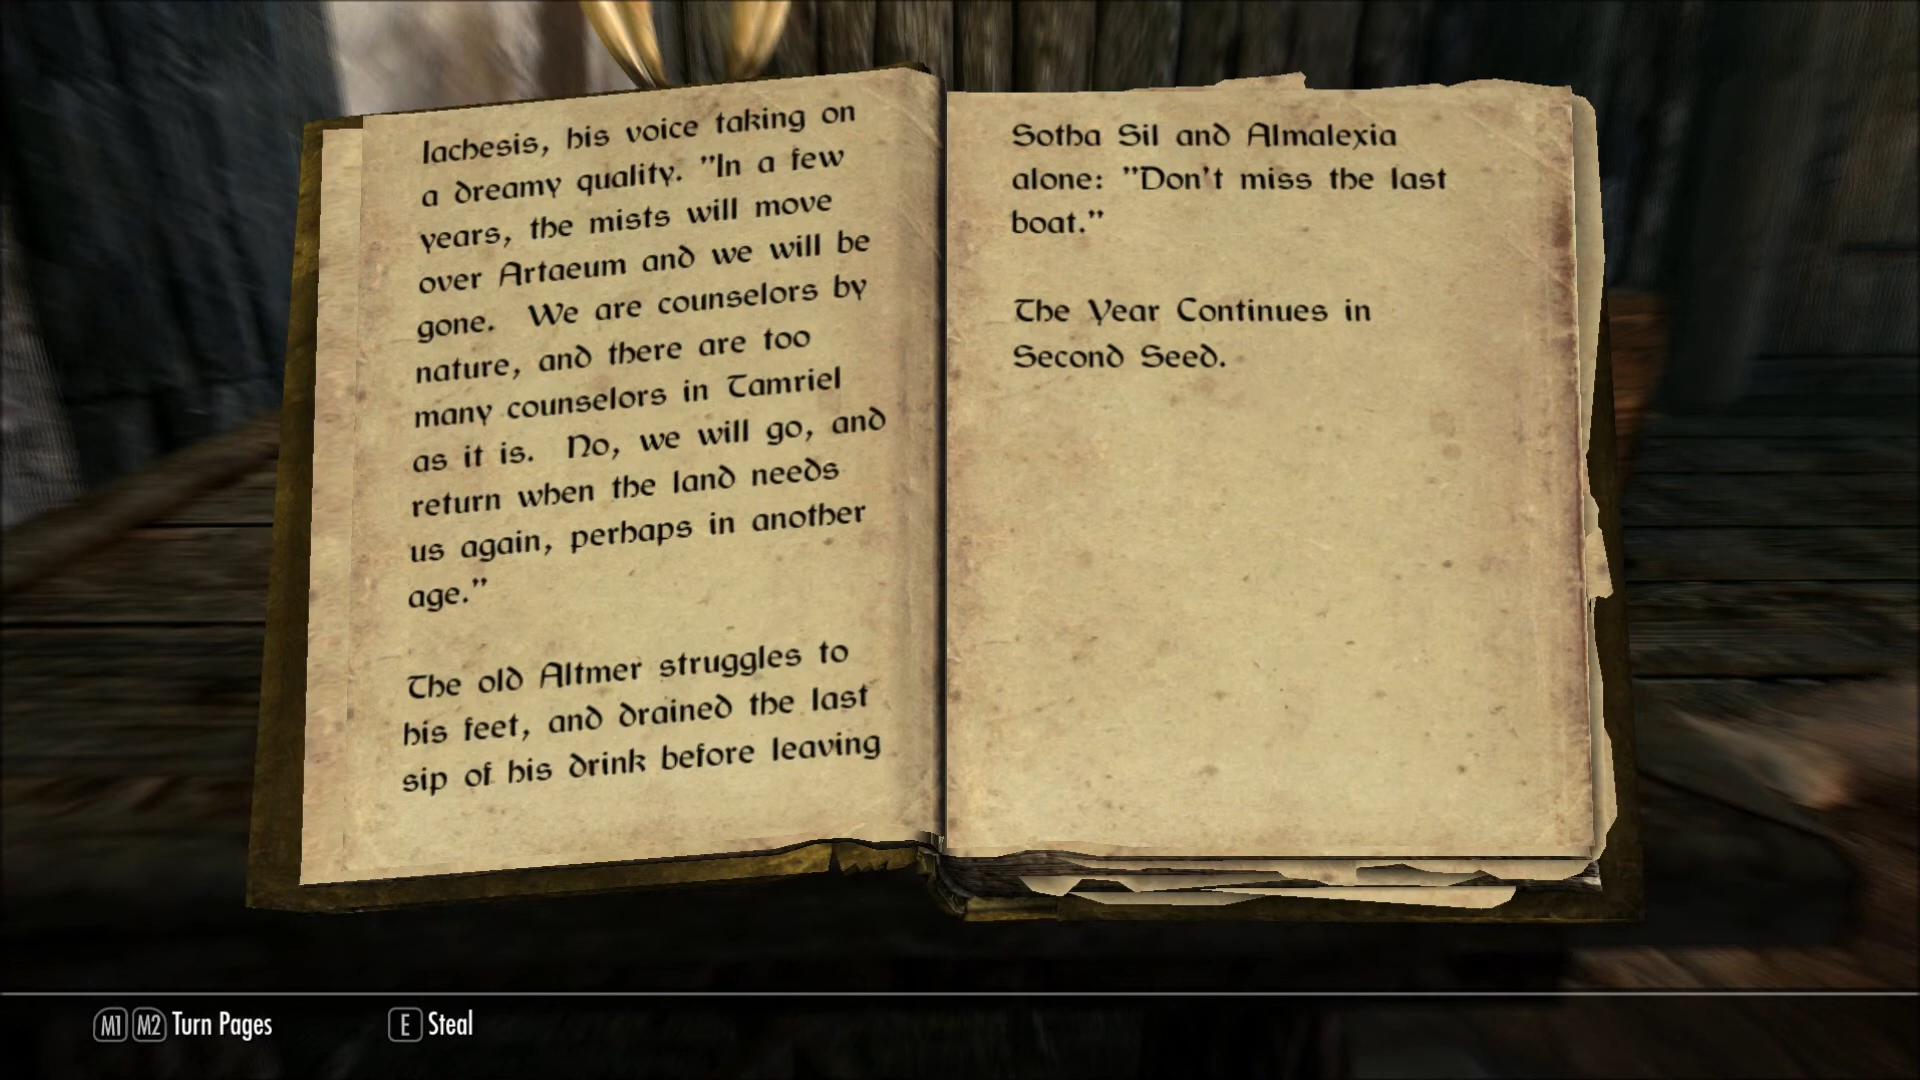 lachesis, his voice taking on
a dreamy quality. "In a few
years, the mists will move
over Artaeum and we will be
gone.  We are counselors by
nature, and there are too
many counselors in Tamriel
as it is.  No, we will go, and
return when the land needs
us again, perhaps in another
age."
The old Altmer struggles to
his feet, and drained the last
sip of his drink before leaving
Sotha Sil and Almalexia
alone: "Don't miss the last
boat."
The Year Continues in
Second Seed.
M1 M2 Turn Pages
E Steal